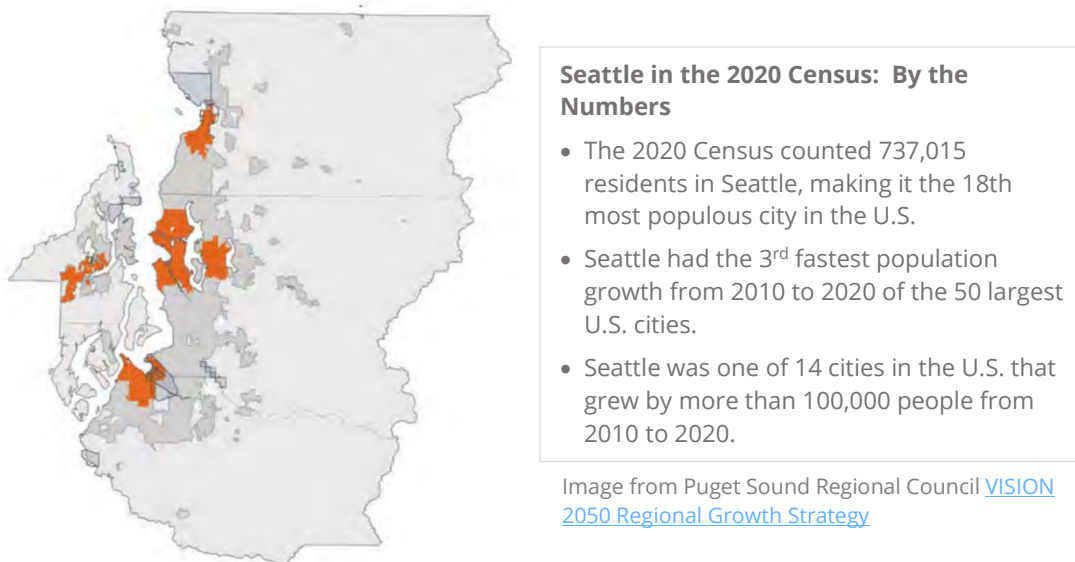 Seattle in the 2020 Census:  By the
Numbers
• The 2020 Census counted 737,015
residents in Seattle, making it the 18th
most populous city in the U.S.
• Seattle had the 3rd fastest population
growth from 2010 to 2020 of the 50 largest
U.S. cities.
• Seattle was one of 14 cities in the U.S. that
grew by more than 100,000 people from
2010 to 2020.
Image from Puget Sound Regional Council VISION
2050 Regional Growth Strategy